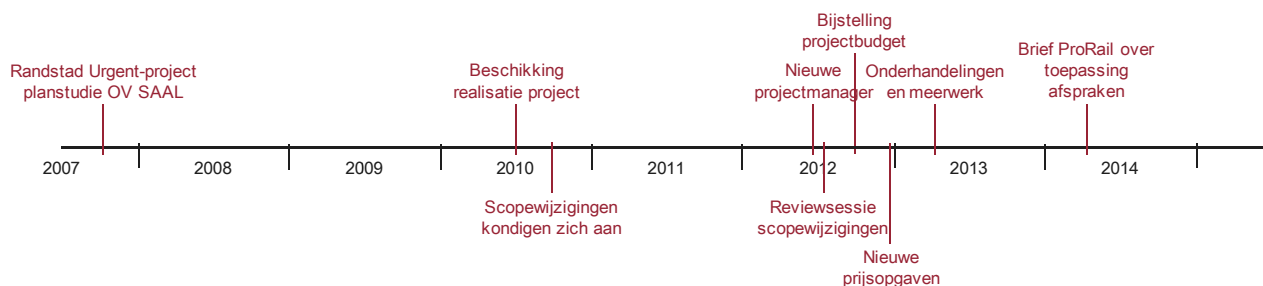 Bijstelling
projectbudget
Randstad Urgent-project
planstudie OV SAAL
Beschikking
realisatie project
Nieuwe
projectmanager
Onderhandelingen
en meerwerk
Brief ProRail over
toepassing
afspraken
2007 2008 2009 2010 2011 2012 2013 2014
Scopewijzigingen
kondigen zich aan
Reviewsessie
scopewijzigingen
Nieuwe
prijsopgaven